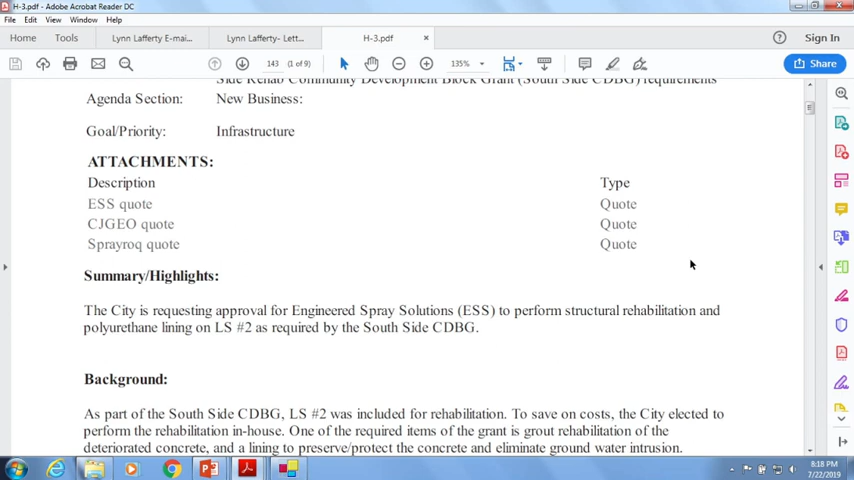 H-3.pdf - Adobe Acrobat Reader DC
File Edit View Window Help
Home Tools Lynn Lafferty E-mai... Lynn Lafferty- Lett... H-3.pdf × ? Sign In
143 (1 of 9) 135% Share
Side Rehab Community Development Block Grant (South Side CDBG) requirements
Agenda Section: New Business:
Goal/Priority: Infrastructure
ATTACHMENTS:
Description Type
ESS quote Quote
CJGEO quote Quote
Sprayroq quote Quote
Summary/Highlights:
The City is requesting approval for Engineered Spray Solutions (ESS) to perform structural rehabilitation and
polyurethane lining on LS #2 as required by the South Side CDBG.
Background:
As part of the South Side CDBG, LS #2 was included for rehabilitation. To save on costs, the City elected to
perform the rehabilitation in-house. One of the required items of the grant is grout rehabilitation of the
deteriorated concrete, and a lining to preserve/protect the concrete and eliminate ground water intrusion.
8:18 PM
7/22/2019